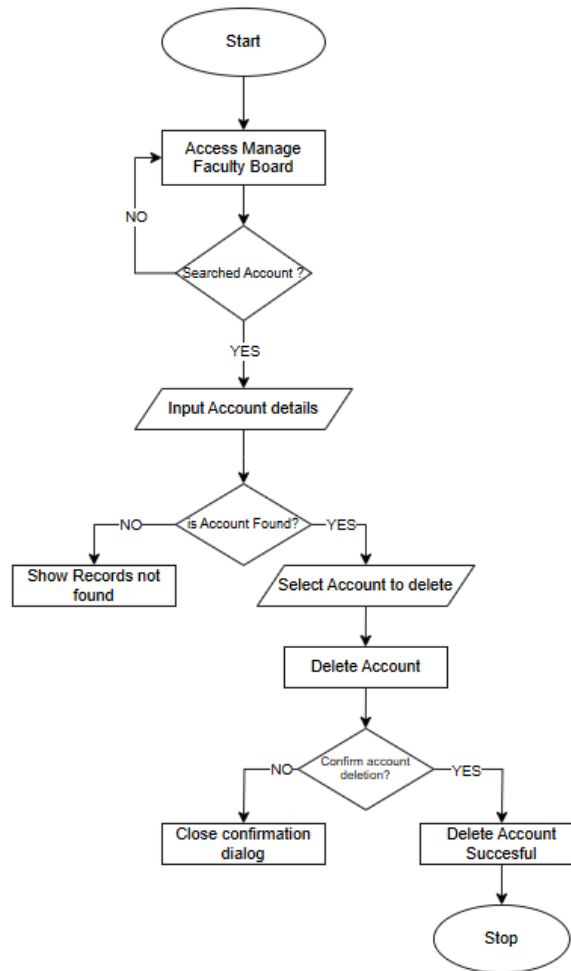 Start
Access Manage
Faculty Board
NO
Searched Account ?
YES
Input Account details
is Account Found?
NO
YES
Show Records not
found
Select Account to delete
Delete Account
Confirm account
deletion?
NO
YES
Close confirmation
dialog
Delete Account
Succesful
Stop